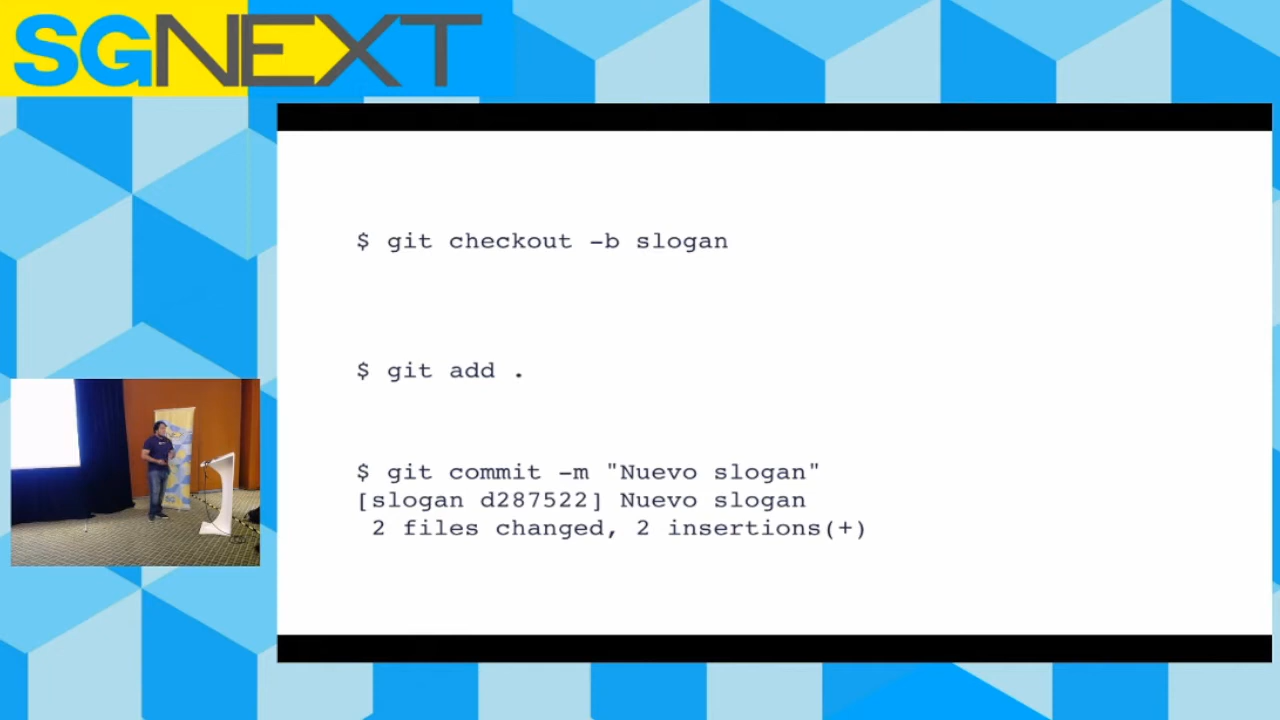 SGNEXT
$ git checkout -b slogan
$ git add .
$ git commit -m "Nuevo slogan"
[slogan d287522] Nuevo slogan
 2 files changed, 2 insertions(+)